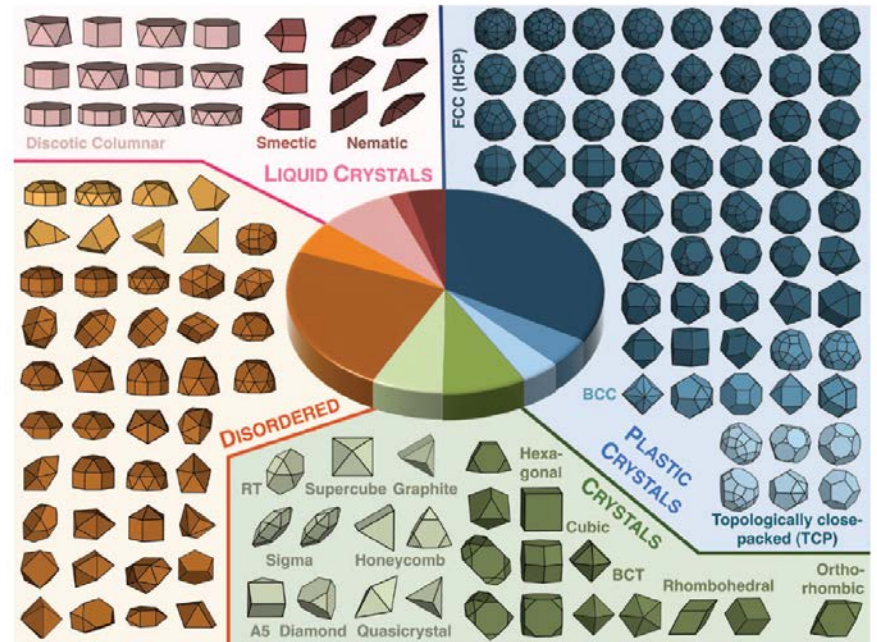 Discotic Columnar
Smectic
Nematic
LIQUID CRYSTALS
FCC (HCP)
BCC
PLASTIC
CRYSTALS
Topologically close-
packed (TCP)
DISORDERED
CRYSTALS
RT
Supercube
Graphite
Hexa-
gonal
Cubic
Sigma
Honeycomb
BCT
Rhombohedral
Ortho-
rhombic
A5
Diamond
Quasicrystal